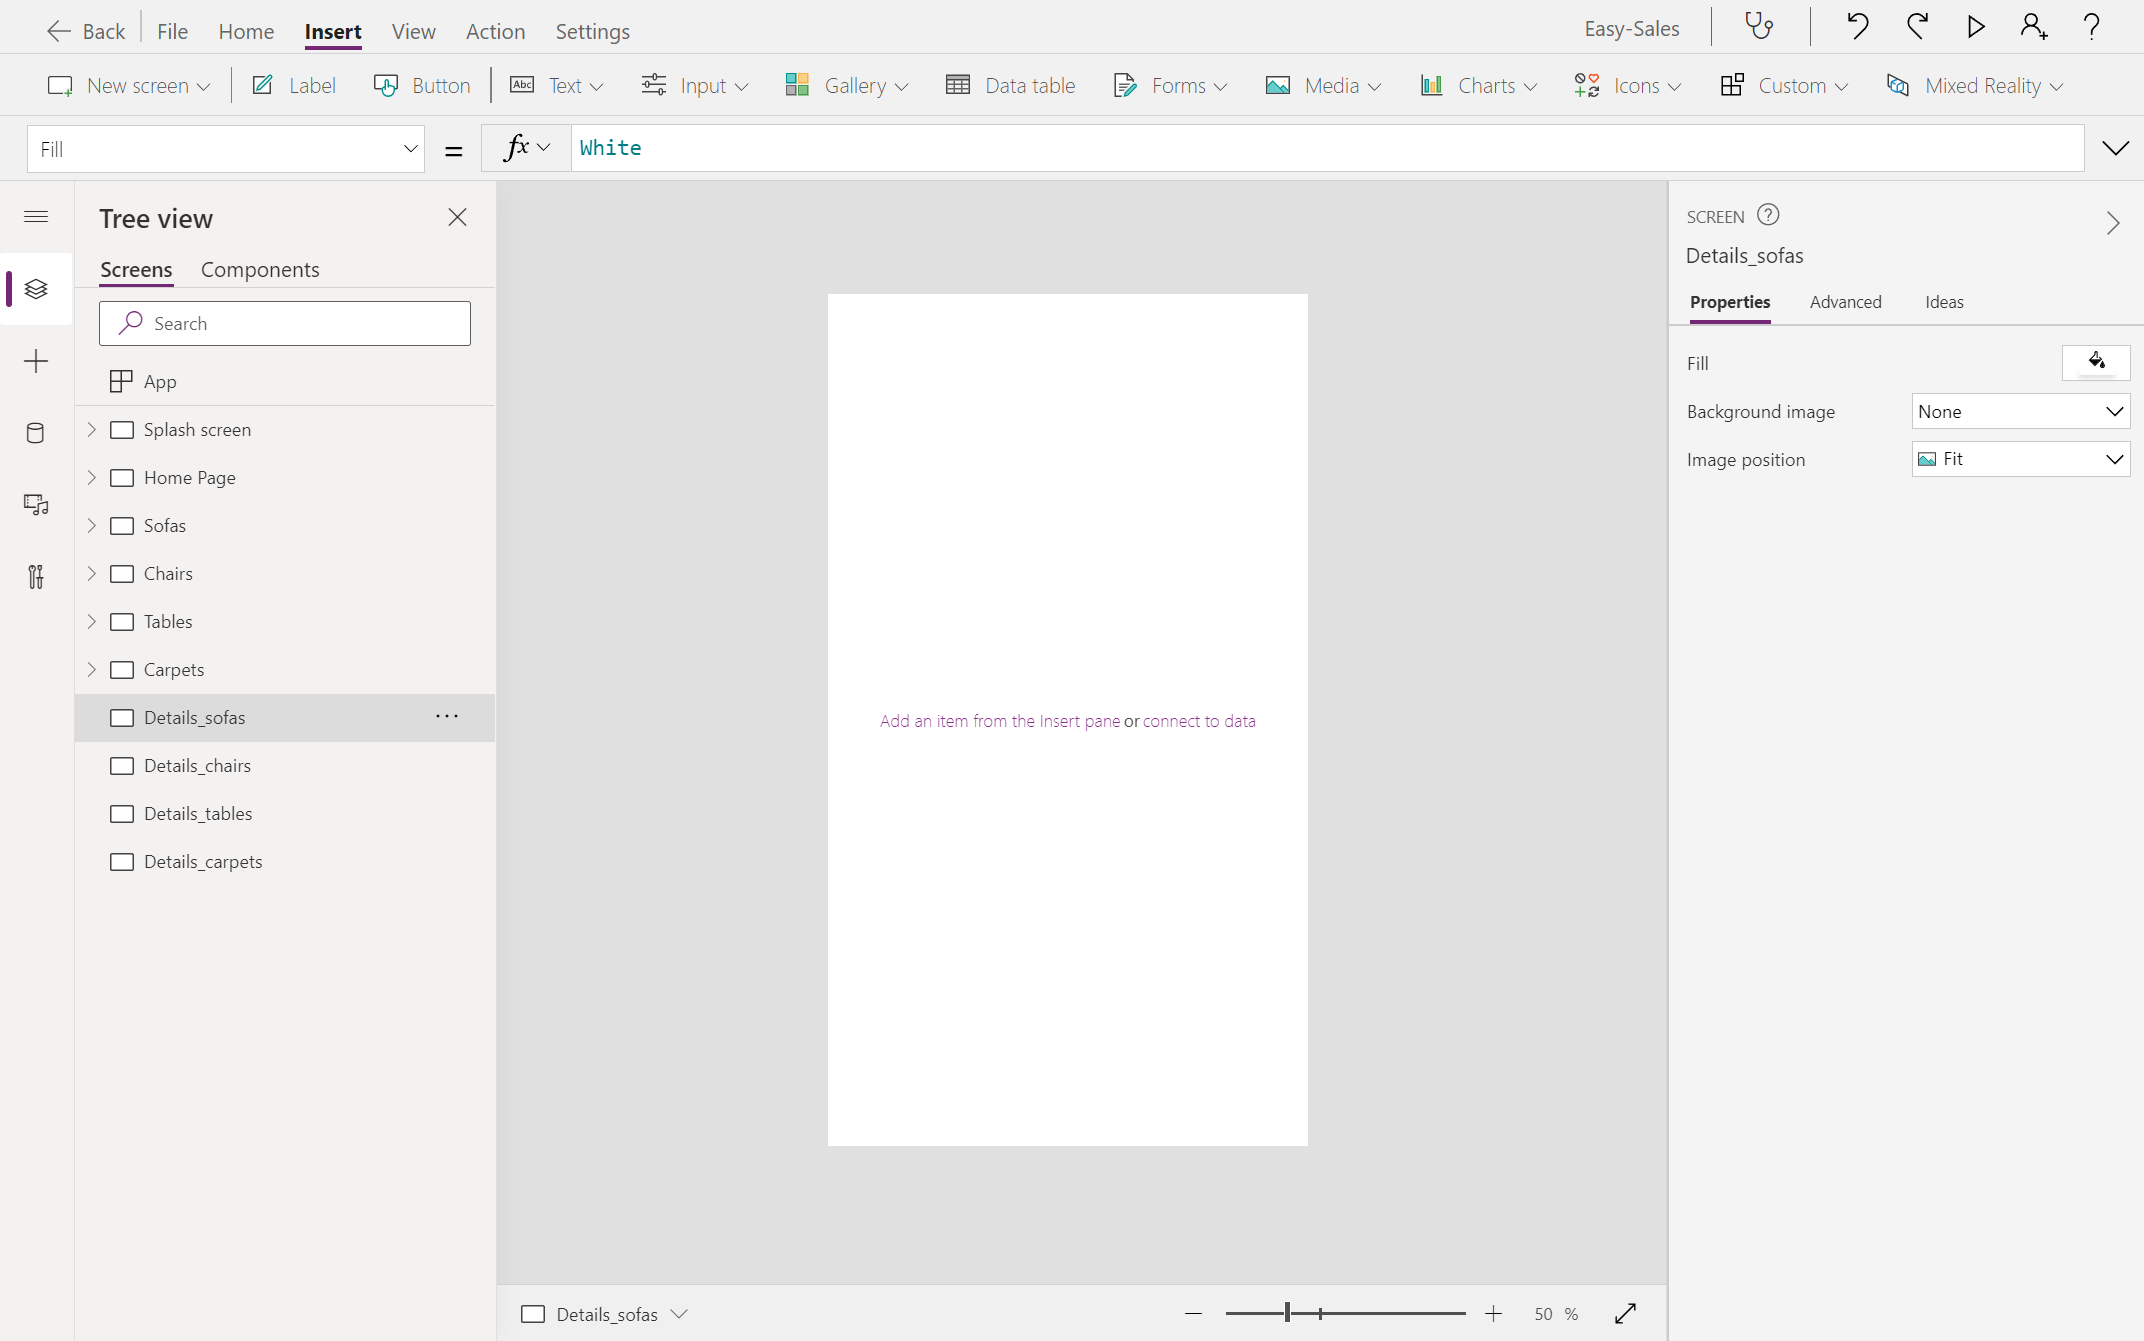 Back File Home Insert View Action Settings Easy-Sales
New screen Label Button Abc Text Input Gallery Data table Forms Media Charts Icons Custom Mixed Reality
Fill = fx White
Tree view
Screens Components
Search
App
Splash screen
Home Page
Sofas
Chairs
Tables
Carpets
Details_sofas
Details_chairs
Details_tables
Details_carpets
Add an item from the Insert pane or connect to data
Details_sofas 50 %
SCREEN
Details_sofas
Properties Advanced Ideas
Fill
Background image None
Image position Fit